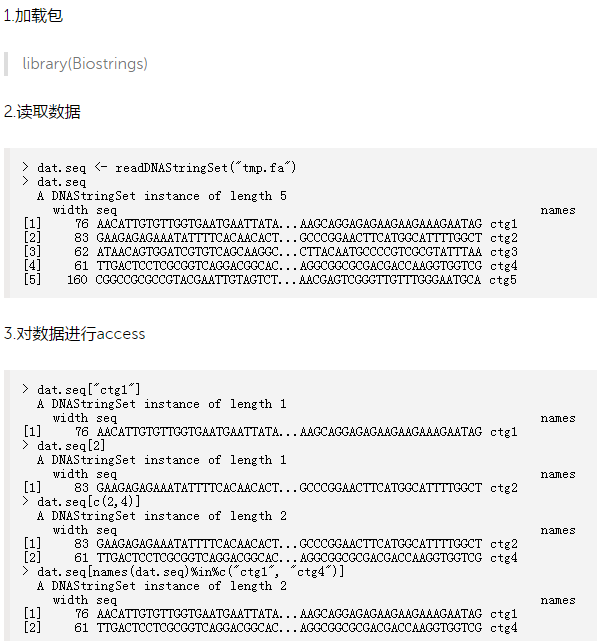 1.加载包
library(Biostrings)
2.读取数据
> dat.seq <- readDNAStringSet("tmp.fa")
> dat.seq
A DNAStringSet instance of length 5
width seq names
[1] 76 AACATTGTGTTGGTGAATGAATTATA...AAGCAGGAGAGAAGAAGAAAGAATAG ctg1
[2] 83 GAAGAGAGAAATATTTTCACAACACT...GCCCGGAACTTCATGGCATTTTGGCT ctg2
[3] 62 ATAACAGTGGATCGTGTCAGCAAGGC...CTTACAATGCCCCGTCGCGTATTTAA ctg3
[4] 61 TTGACTCCTCGCGGTCAGGACGGCAC...AGGCGGCGCGACGACCAAGGTGGTCG ctg4
[5] 160 CGGCCGCGCCGTACGAATTGTAGTCT...AACGAGTCGGGTTGTTTGGGAATGCA ctg5
3.对数据进行access
> dat.seq["ctg1"]
A DNAStringSet instance of length 1
width seq names
[1] 76 AACATTGTGTTGGTGAATGAATTATA...AAGCAGGAGAGAAGAAGAAAGAATAG ctg1
> dat.seq[2]
A DNAStringSet instance of length 1
width seq names
[1] 83 GAAGAGAGAAATATTTTCACAACACT...GCCCGGAACTTCATGGCATTTTGGCT ctg2
> dat.seq[c(2,4)]
A DNAStringSet instance of length 2
width seq names
[1] 83 GAAGAGAGAAATATTTTCACAACACT...GCCCGGAACTTCATGGCATTTTGGCT ctg2
[2] 61 TTGACTCCTCGCGGTCAGGACGGCAC...AGGCGGCGCGACGACCAAGGTGGTCG ctg4
> dat.seq[names(dat.seq)%in%c("ctg1", "ctg4")]
A DNAStringSet instance of length 2
width seq names
[1] 76 AACATTGTGTTGGTGAATGAATTATA...AAGCAGGAGAGAAGAAGAAAGAATAG ctg1
[2] 61 TTGACTCCTCGCGGTCAGGACGGCAC...AGGCGGCGCGACGACCAAGGTGGTCG ctg4